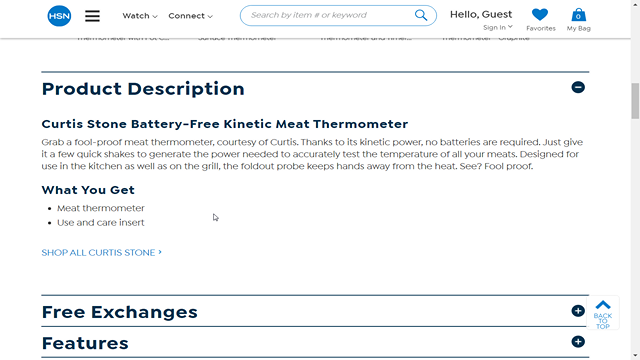 HSN Watch Connect Search by item # or keyword Hello, Guest
Sign In Favorites 0 My Bag
Product Description
Curtis Stone Battery-Free Kinetic Meat Thermometer
Grab a fool-proof meat thermometer, courtesy of Curtis. Thanks to its kinetic power, no batteries are required. Just give
it a few quick shakes to generate the power needed to accurately test the temperature of all your meats. Designed for
use in the kitchen as well as on the grill, the foldout probe keeps hands away from the heat. See? Fool proof.
What You Get
• Meat thermometer
• Use and care insert
SHOP ALL CURTIS STONE >
Free Exchanges
BACK
TO
TOP
Features